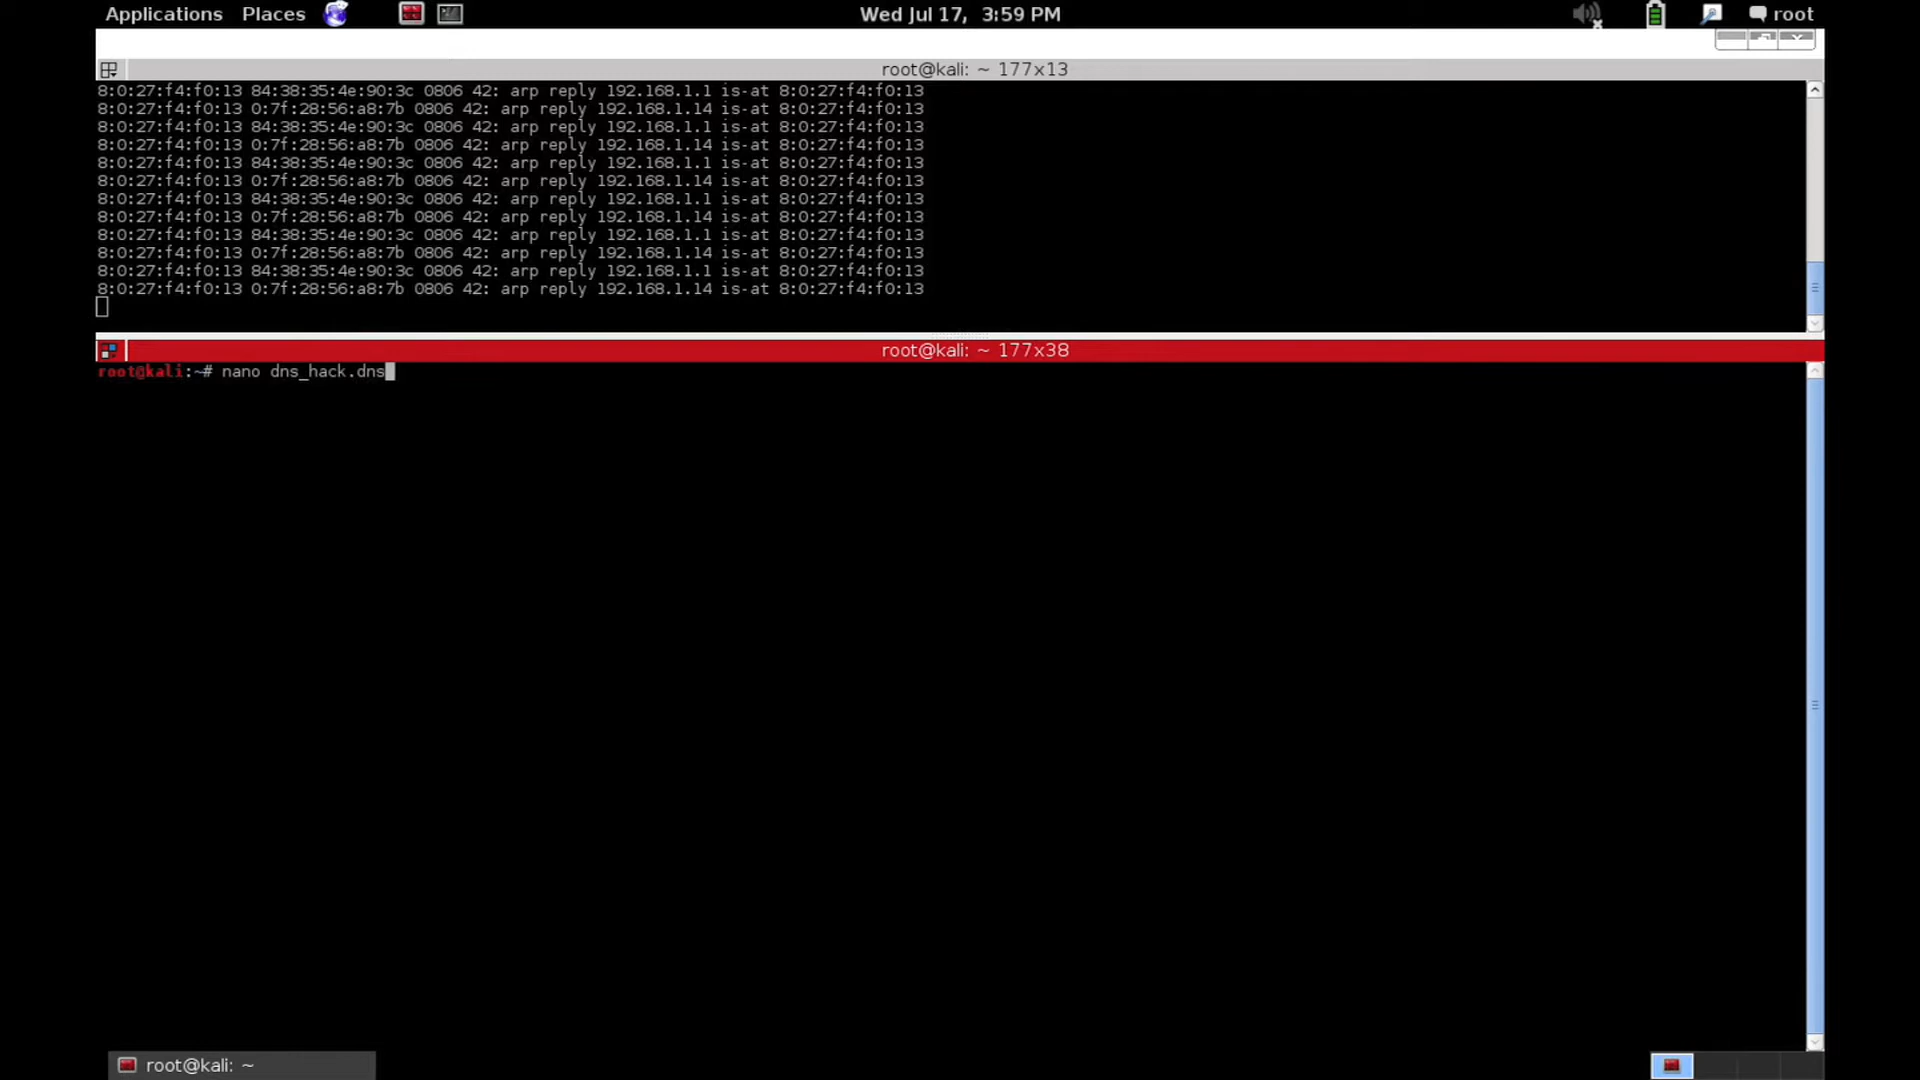 Applications Places Wed Jul 17, 3:59 PM root
root@kali: ~ 177x13
8:0:27:f4:f0:13 84:38:35:4e:90:3c 0806 42: arp reply 192.168.1.1 is-at 8:0:27:f4:f0:13
8:0:27:f4:f0:13 0:7f:28:56:a8:7b 0806 42: arp reply 192.168.1.14 is-at 8:0:27:f4:f0:13
8:0:27:f4:f0:13 84:38:35:4e:90:3c 0806 42: arp reply 192.168.1.1 is-at 8:0:27:f4:f0:13
8:0:27:f4:f0:13 0:7f:28:56:a8:7b 0806 42: arp reply 192.168.1.14 is-at 8:0:27:f4:f0:13
8:0:27:f4:f0:13 84:38:35:4e:90:3c 0806 42: arp reply 192.168.1.1 is-at 8:0:27:f4:f0:13
8:0:27:f4:f0:13 0:7f:28:56:a8:7b 0806 42: arp reply 192.168.1.14 is-at 8:0:27:f4:f0:13
8:0:27:f4:f0:13 84:38:35:4e:90:3c 0806 42: arp reply 192.168.1.1 is-at 8:0:27:f4:f0:13
8:0:27:f4:f0:13 0:7f:28:56:a8:7b 0806 42: arp reply 192.168.1.14 is-at 8:0:27:f4:f0:13
8:0:27:f4:f0:13 84:38:35:4e:90:3c 0806 42: arp reply 192.168.1.1 is-at 8:0:27:f4:f0:13
8:0:27:f4:f0:13 0:7f:28:56:a8:7b 0806 42: arp reply 192.168.1.14 is-at 8:0:27:f4:f0:13
8:0:27:f4:f0:13 84:38:35:4e:90:3c 0806 42: arp reply 192.168.1.1 is-at 8:0:27:f4:f0:13
8:0:27:f4:f0:13 0:7f:28:56:a8:7b 0806 42: arp reply 192.168.1.14 is-at 8:0:27:f4:f0:13
root@kali: ~ 177x38
root@kali:~# nano dns_hack.dns
root@kali: ~